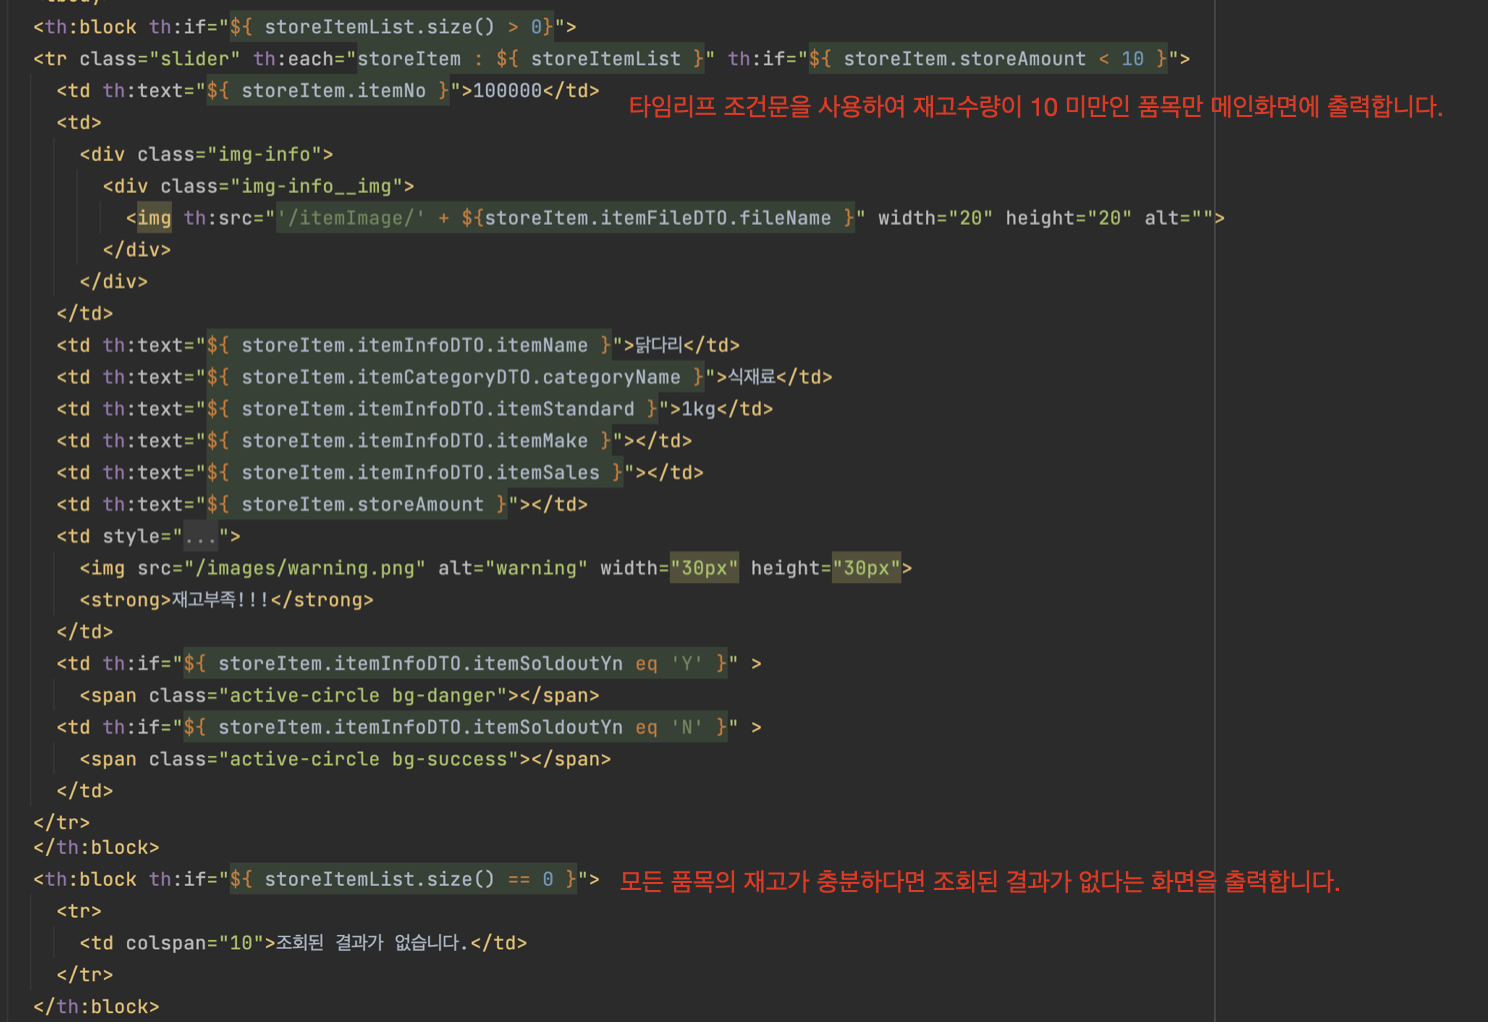 <th:block th:if="${ storeItemList.size() > 0}">
<tr class="slider" th:each="storeItem : ${ storeItemList }" th:if="${ storeItem.storeAmount < 10 }">
<td th:text="${ storeItem.itemNo }">100000</td>
타임리프 조건문을 사용하여 재고수량이 10 미만인 품목만 메인화면에 출력합니다.
<td>
<div class="img-info">
<div class="img-info__img">
<img th:src="'/itemImage/' + ${storeItem.itemFileDTO.fileName }" width="20" height="20" alt="">
</div>
</div>
</td>
<td th:text="${ storeItem.itemInfoDTO.itemName }">닭다리</td>
<td th:text="${ storeItem.itemCategoryDTO.categoryName }">식재료</td>
<td th:text="${ storeItem.itemInfoDTO.itemStandard }">1kg</td>
<td th:text="${ storeItem.itemInfoDTO.itemMake }"></td>
<td th:text="${ storeItem.itemInfoDTO.itemSales }"></td>
<td th:text="${ storeItem.storeAmount }"></td>
<td style="...">
<img src="/images/warning.png" alt="warning" width="30px" height="30px">
<strong>재고부족!!!</strong>
</td>
<td th:if="${ storeItem.itemInfoDTO.itemSoldoutYn eq 'Y' }" >
<span class="active-circle bg-danger"></span>
<td th:if="${ storeItem.itemInfoDTO.itemSoldoutYn eq 'N' }" >
<span class="active-circle bg-success"></span>
</td>
</tr>
</th:block>
<th:block th:if="${ storeItemList.size() == 0 }">
모든 품목의 재고가 충분하다면 조회된 결과가 없다는 화면을 출력합니다.
<tr>
<td colspan="10">조회된 결과가 없습니다.</td>
</tr>
</th:block>